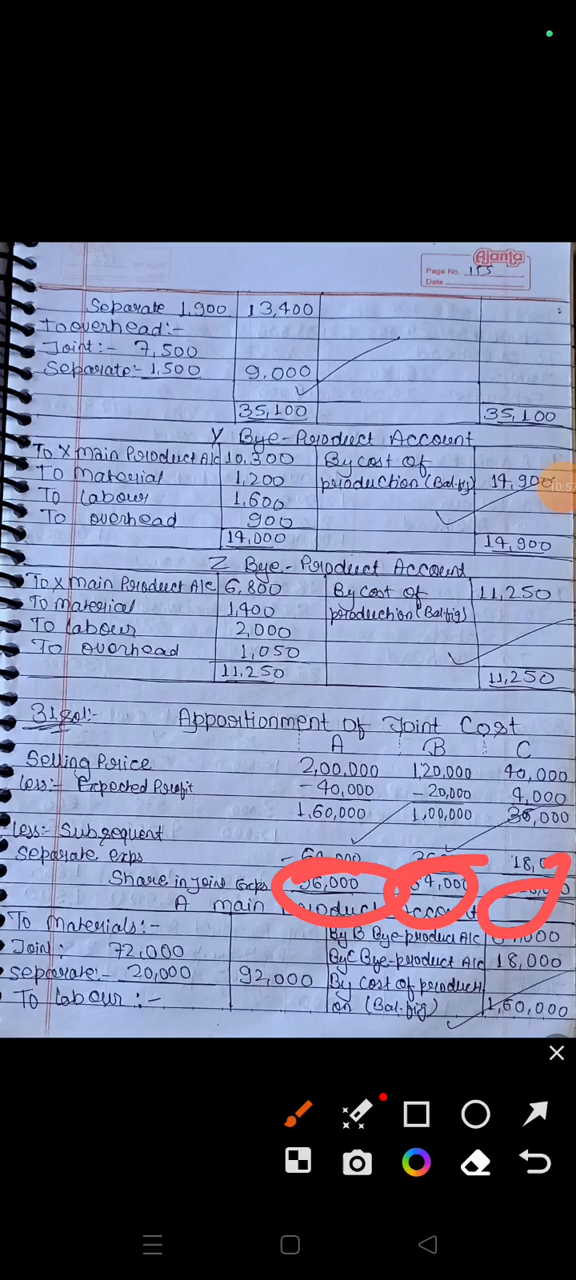 Ajanta
Page No. 155
Date
Separate 1,900 13,400
To overhead:-
Joint:- 7,500
Separate:- 1,500 9,000
35,100 35,100
Y Bye-Product Account
To X main Product A/c 10,300 By cost of
To material 1,200 production (Bal.fig) 14,900
To Labour 1,600
To overhead 900
14,000 14,900
Z Bye-Product Account
To X main Product A/c 6,800 By cost of 11,250
To material 1,400 production (Bal.fig)
To Labour 2,000
To overhead 1,050
11,250 11,250
31 sol:- Apportionment of Joint Cost
A B C
Selling Price 2,00,000 1,20,000 40,000
Less:- Expected Profit - 40,000 - 20,000 4,000
1,60,000 1,00,000 36,000
Less:- Subsequent
Separate exps 18,
Share in Joint Exps
A main Product Account
To Materials:- By B Bye-product A/c
Joint: 72,000 By C Bye-product A/c 18,000
Separate:- 20,000 92,000 By Cost of product
To Labour:- on (Bal.fig) 1,60,000